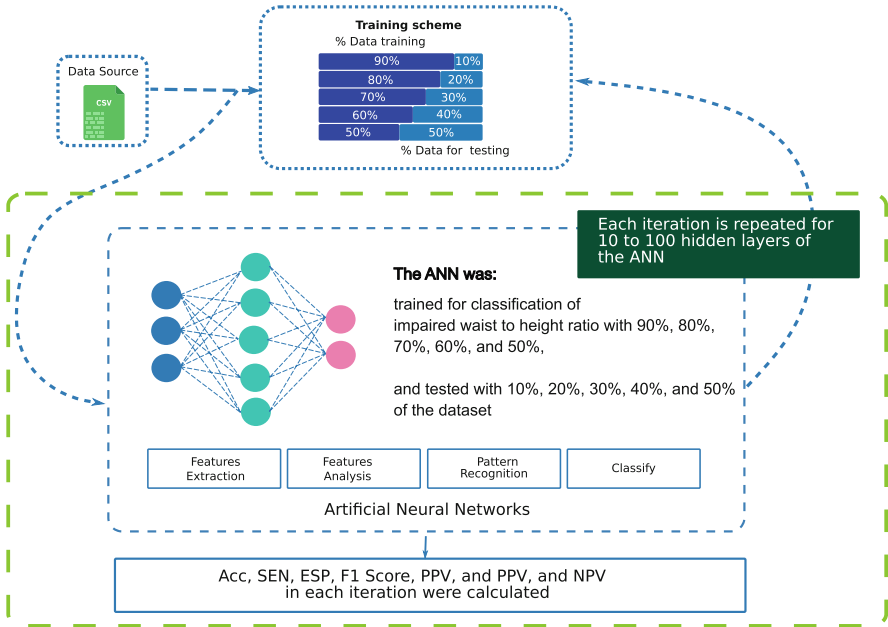 Training scheme
% Data training
Data Source
CSV
90% 10%
80% 20%
70% 30%
60% 40%
50% 50%
% Data for testing
Each iteration is repeated for
10 to 100 hidden layers of
the ANN
The ANN was:
trained for classification of
impaired waist to height ratio with 90%, 80%,
70%, 60%, and 50%,
and tested with 10%, 20%, 30%, 40%, and 50%
of the dataset
Features
Extraction
Features
Analysis
Pattern
Recognition
Classify
Artificial Neural Networks
Acc, SEN, ESP, F1 Score, PPV, and PPV, and NPV
in each iteration were calculated